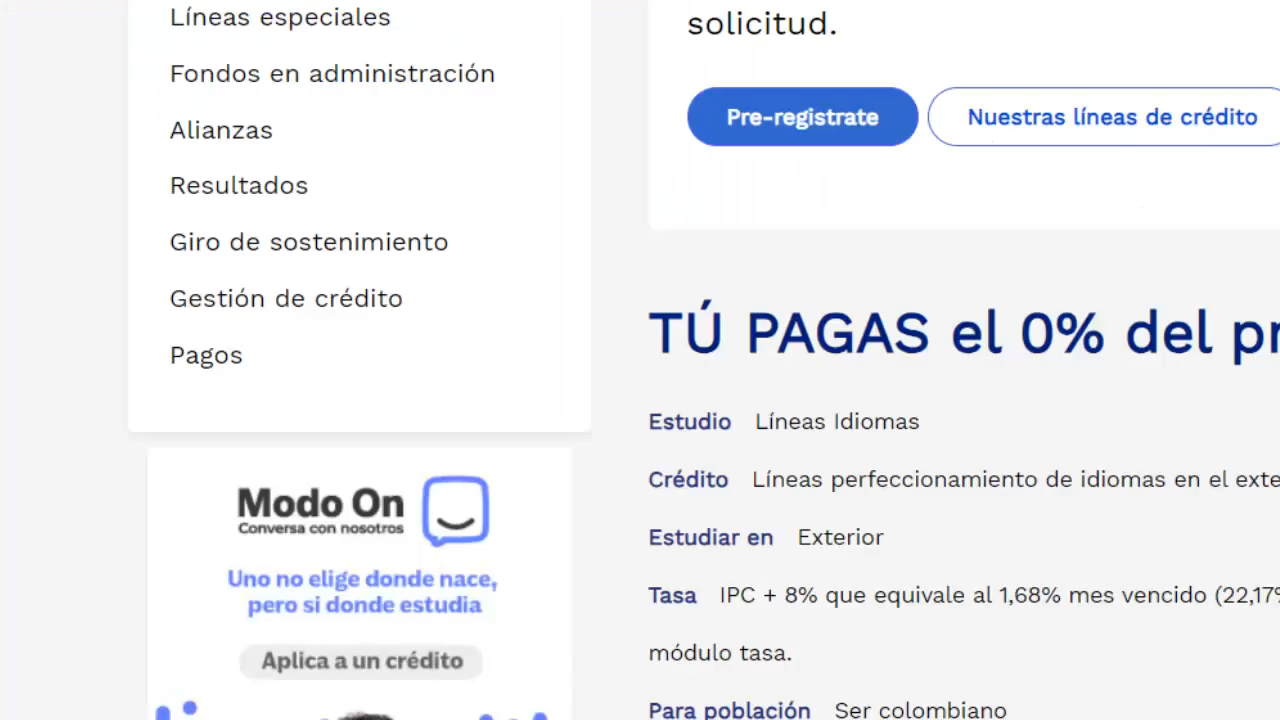 Líneas especiales
Fondos en administración
Alianzas
Resultados
Giro de sostenimiento
Gestión de crédito
Pagos
Modo On
Conversa con nosotros
Uno no elige donde nace,
pero si donde estudia
Aplica a un crédito
solicitud.
Pre-registrate
Nuestras líneas de crédito
TÚ PAGAS el 0% del pr
Estudio Líneas Idiomas
Crédito Líneas perfeccionamiento de idiomas en el exte
Estudiar en Exterior
Tasa IPC + 8% que equivale al 1,68% mes vencido (22,17%
módulo tasa.
Para población Ser colombiano